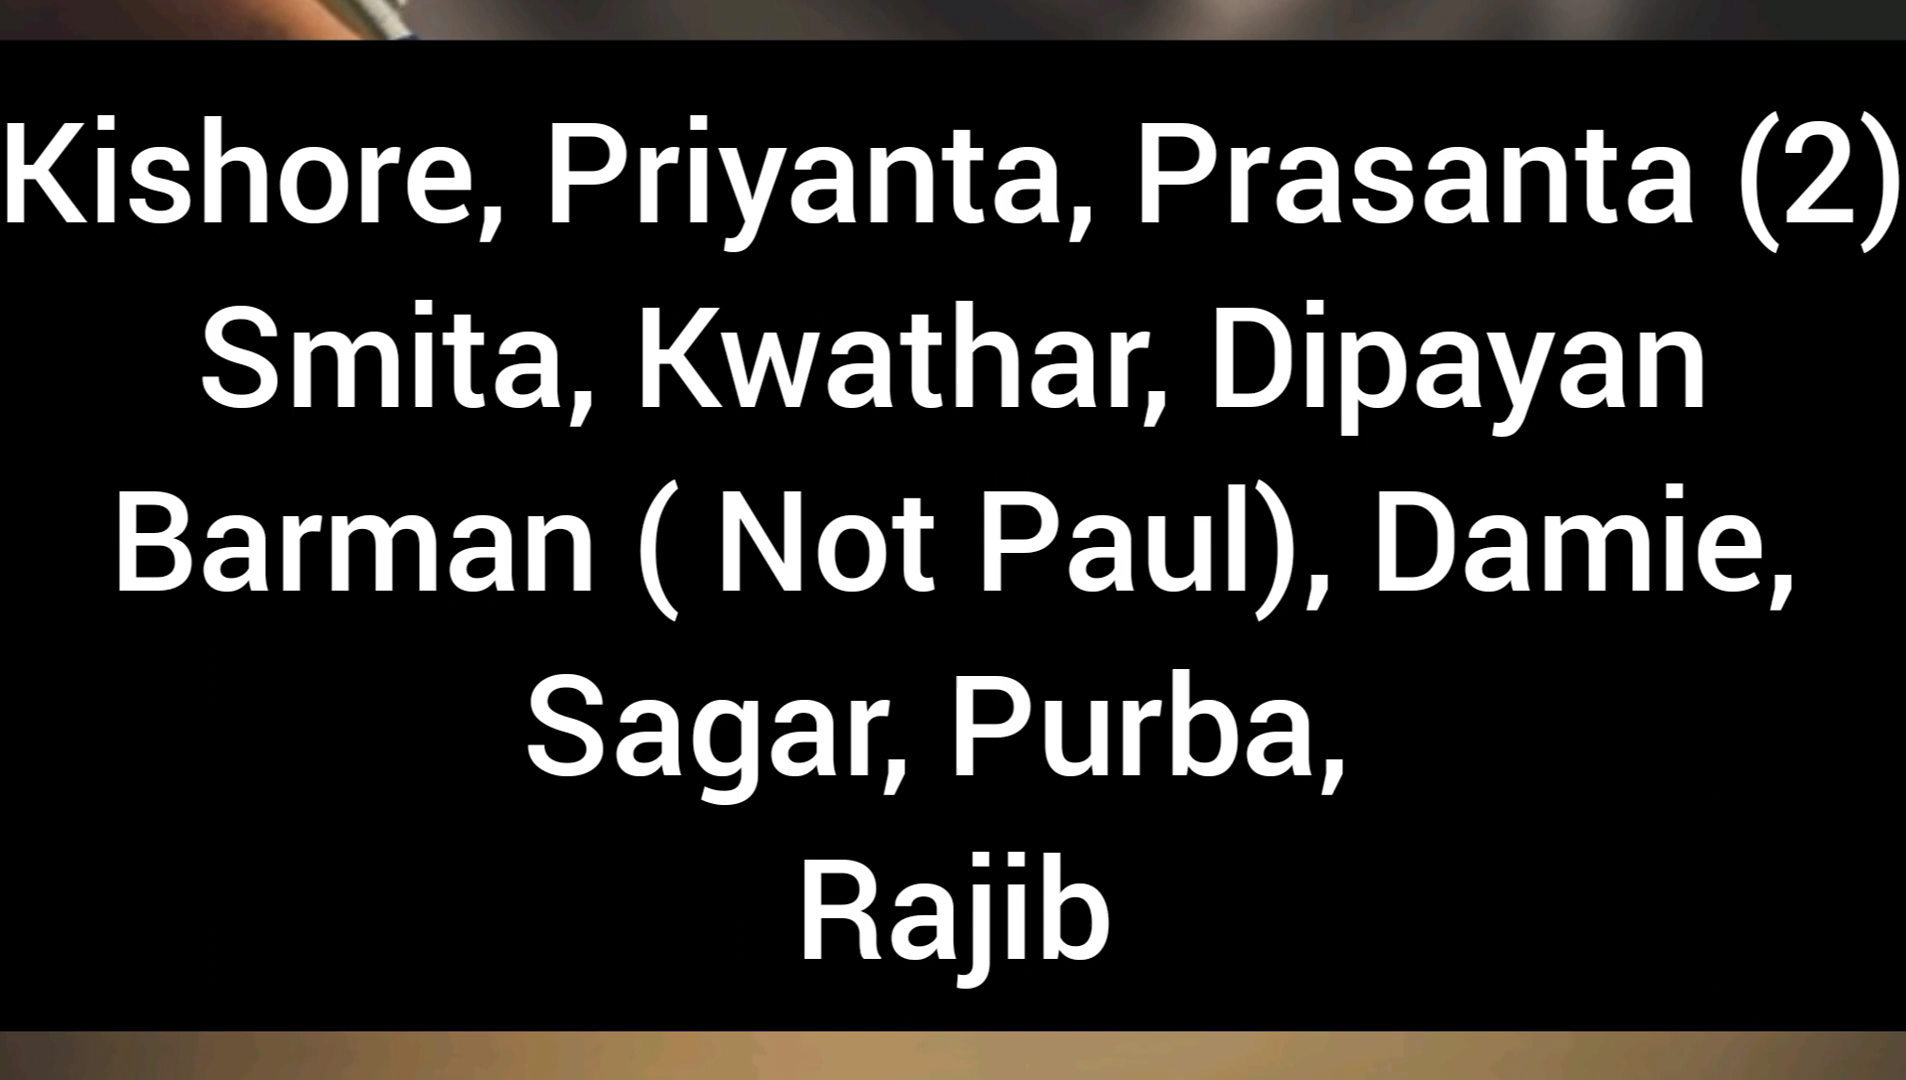 Kishore, Priyanta, Prasanta (2)
Smita, Kwathar, Dipayan
Barman ( Not Paul), Damie,
Sagar, Purba,
Rajib